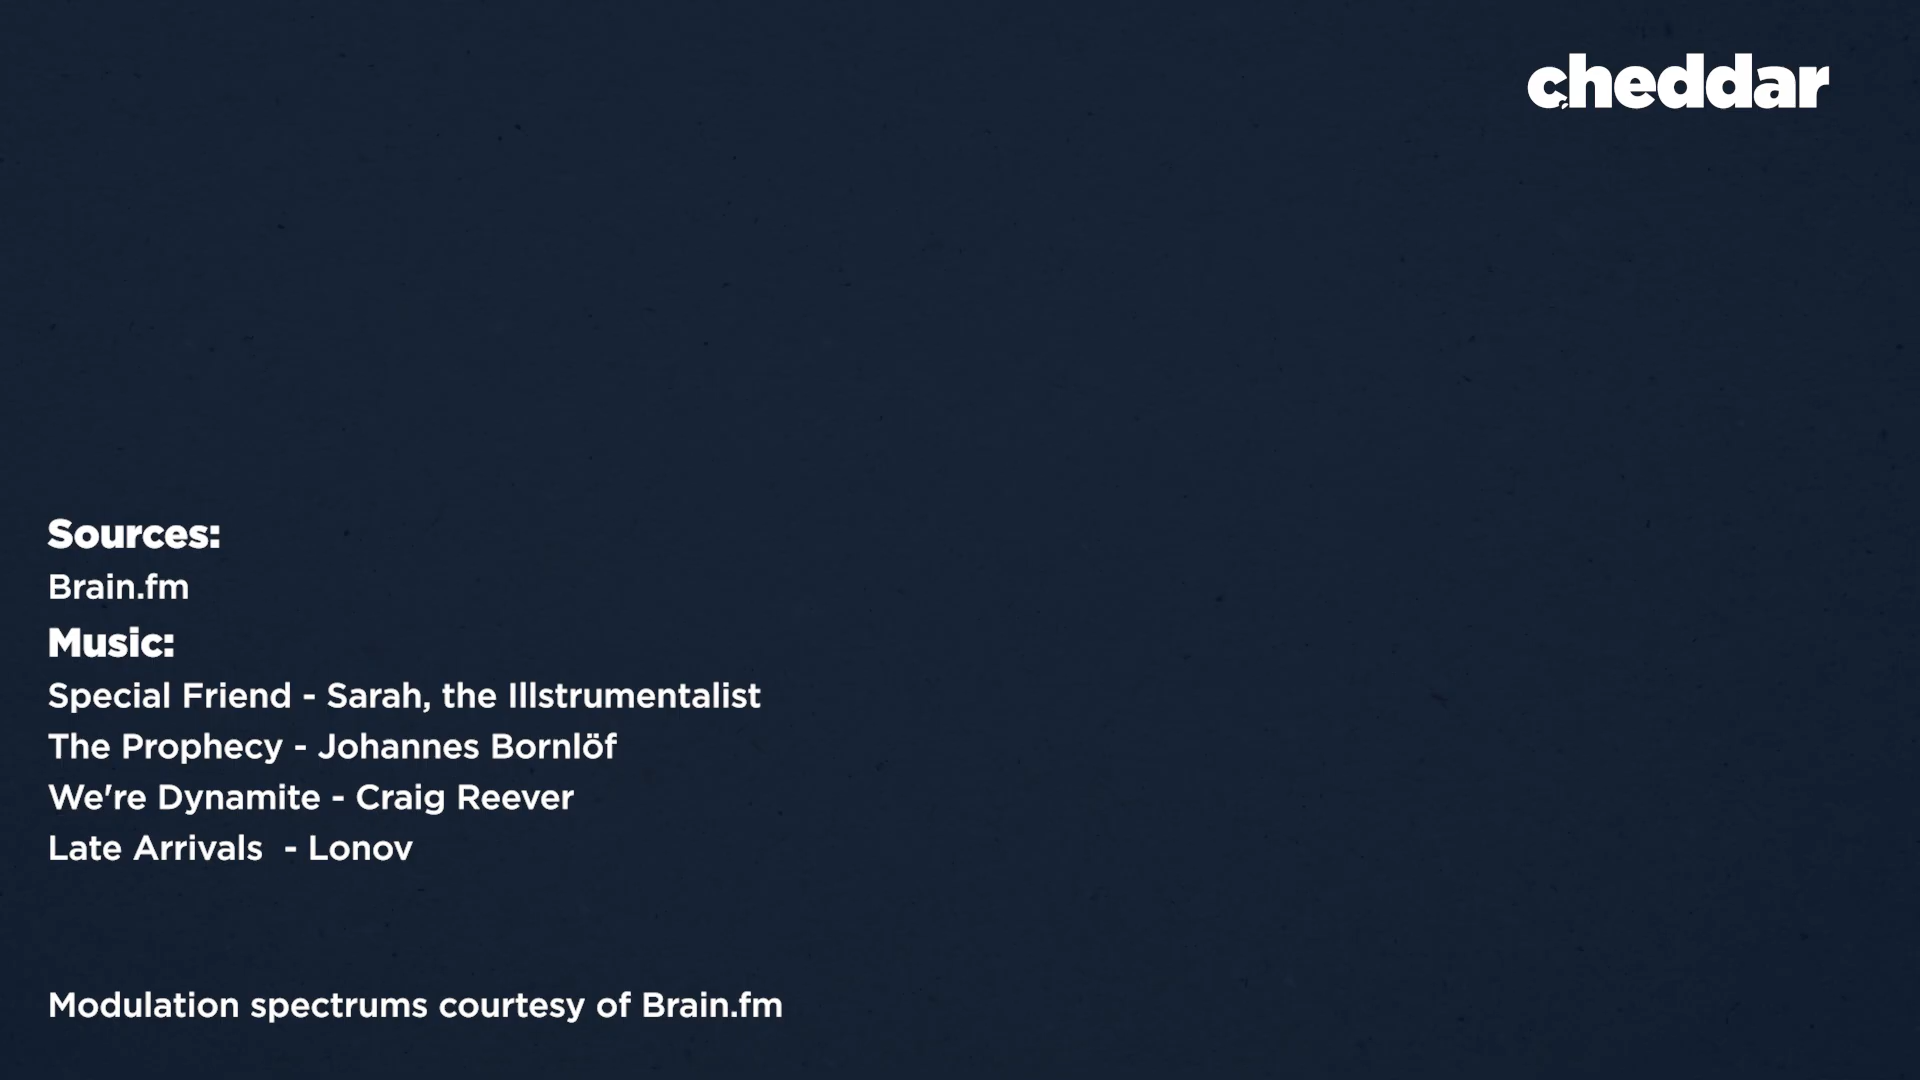 cheddar
Sources:
Brain.fm
Music:
Special Friend - Sarah, the Illstrumentalist
The Prophecy - Johannes Bornlöf
We're Dynamite - Craig Reever
Late Arrivals  - Lonov
Modulation spectrums courtesy of Brain.fm